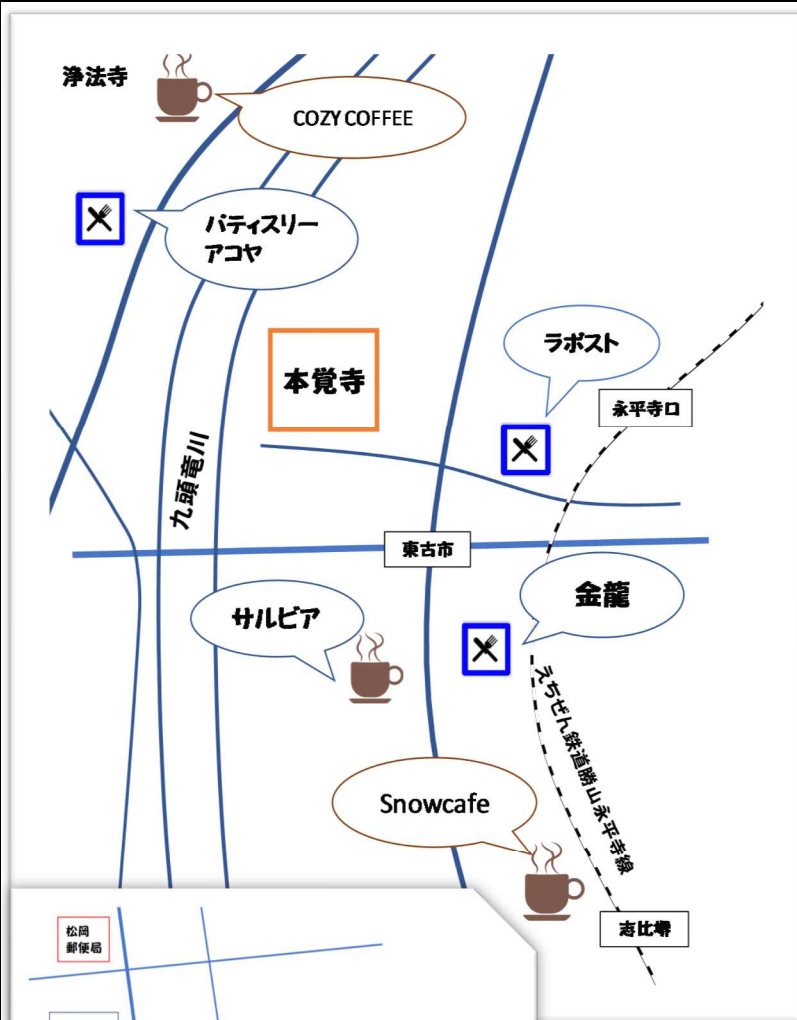 浄法寺
COZY COFFEE
パティスリー
アコヤ
ラポスト
本覚寺
永平寺口
九頭竜川
東古市
金龍
サルビア
えちぜん鉄道勝山永平寺線
Snowcafe
志比堺
松岡
郵便局